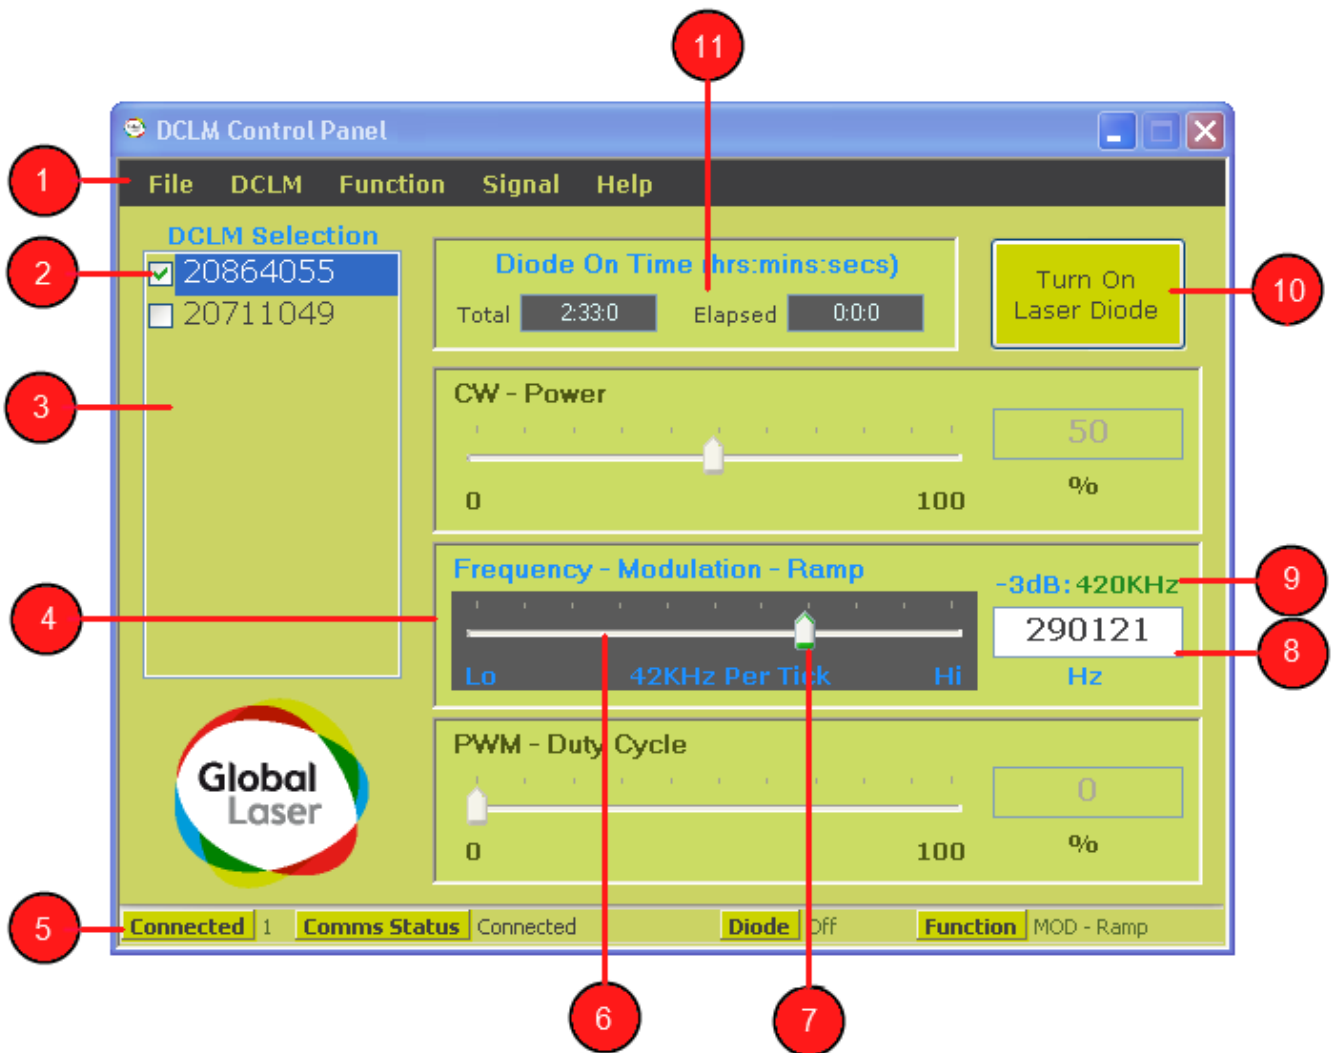 11
DCLM Control Panel
1
File DCLM Function Signal Help
DCLM Selection
2
20864055
20711049
Diode On Time (hrs:mins:secs)
Total 2:33:0 Elapsed 0:0:0
Turn On
Laser Diode
10
3
CW - Power
50
%
0 100
4
Frequency - Modulation - Ramp
-3dB: 420KHz
9
290121
8
Lo 42KHz Per Tick Hi
Hz
PWM - Duty Cycle
0
%
0 100
Global
Laser
5
Connected 1 Comms Status Connected Diode Off Function MOD - Ramp
6
7